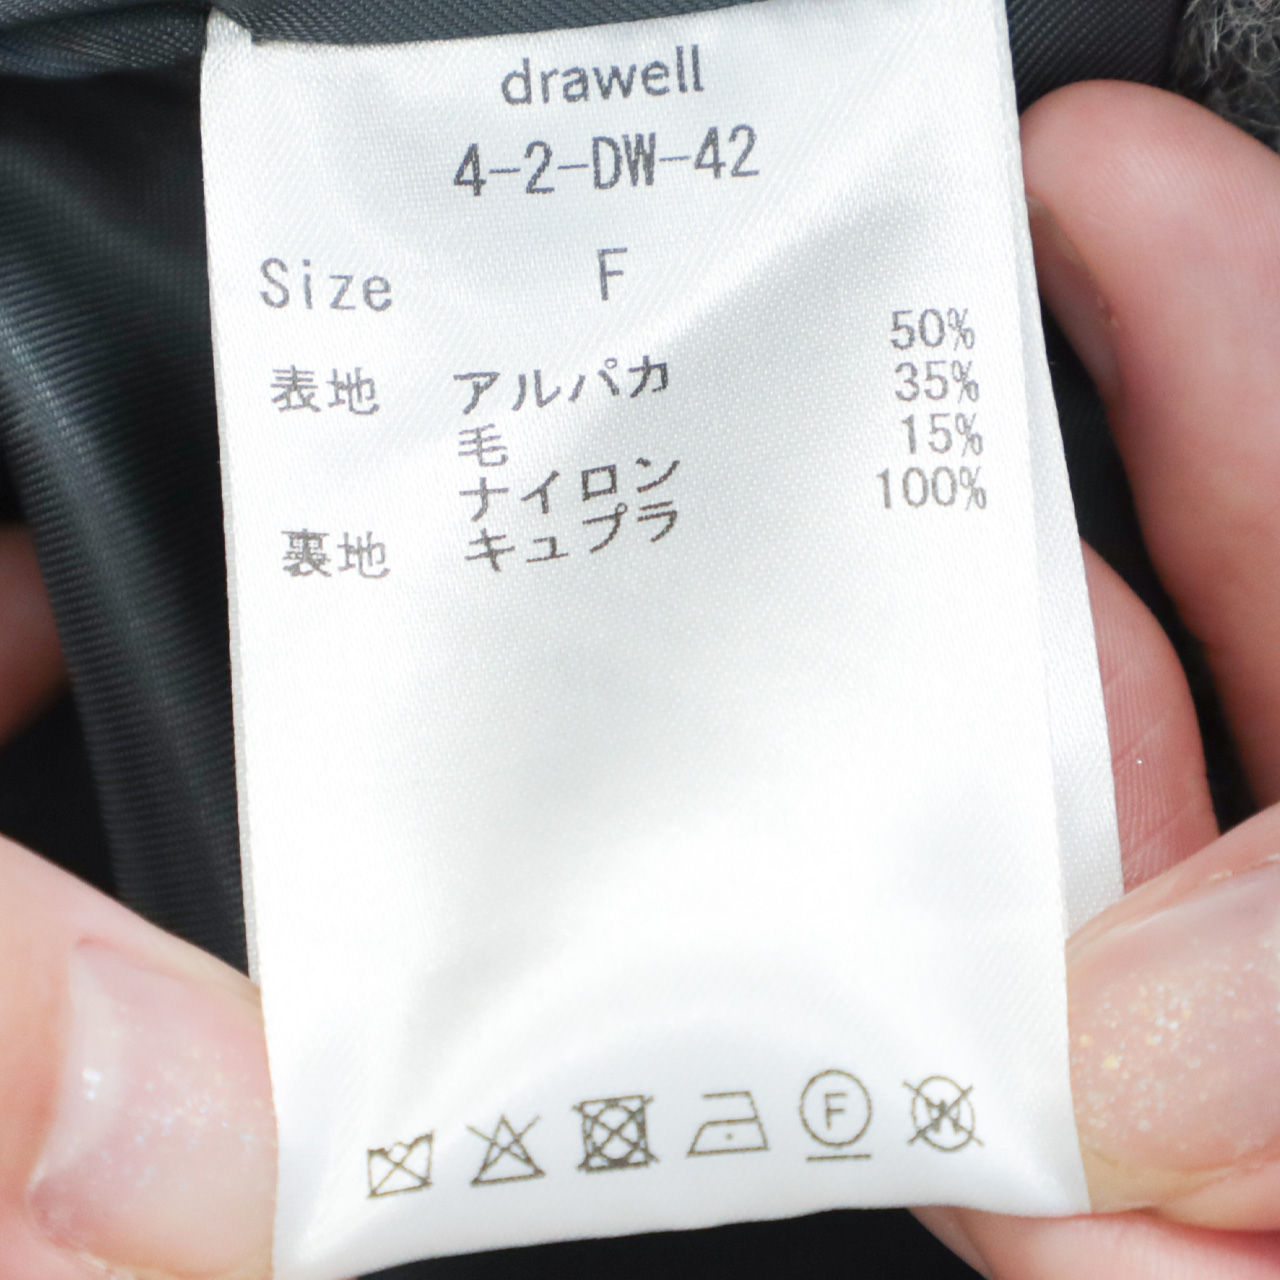 drawell
4-2-DW-42
Size F
表地 アルパカ 50%
毛 35%
ナイロン 15%
裏地 キュプラ 100%
F
W